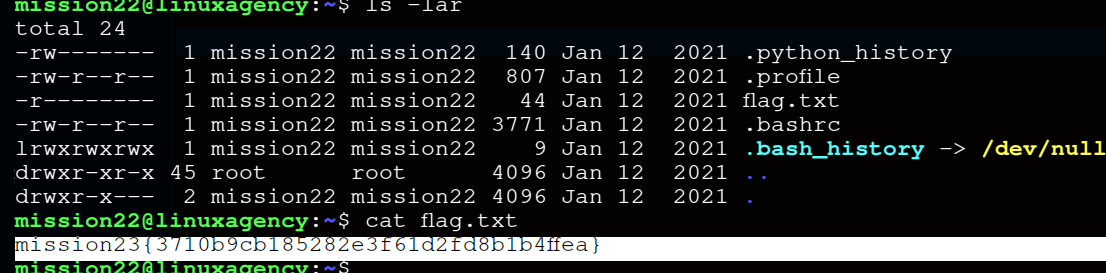 mission22@linuxagency:~$ ls -lar
total 24
-rw------- 1 mission22 mission22 140 Jan 12 2021 .python_history
-rw-r--r-- 1 mission22 mission22 807 Jan 12 2021 .profile
-r-------- 1 mission22 mission22 44 Jan 12 2021 flag.txt
-rw-r--r-- 1 mission22 mission22 3771 Jan 12 2021 .bashrc
lrwxrwxrwx 1 mission22 mission22 9 Jan 12 2021 .bash_history -> /dev/null
drwxr-xr-x 45 root root 4096 Jan 12 2021 ..
drwxr-x--- 2 mission22 mission22 4096 Jan 12 2021 .
mission22@linuxagency:~$ cat flag.txt
mission23{3710b9cb185282e3f61d2fd8b1b4ffea}
mission22@linuxagency:~$